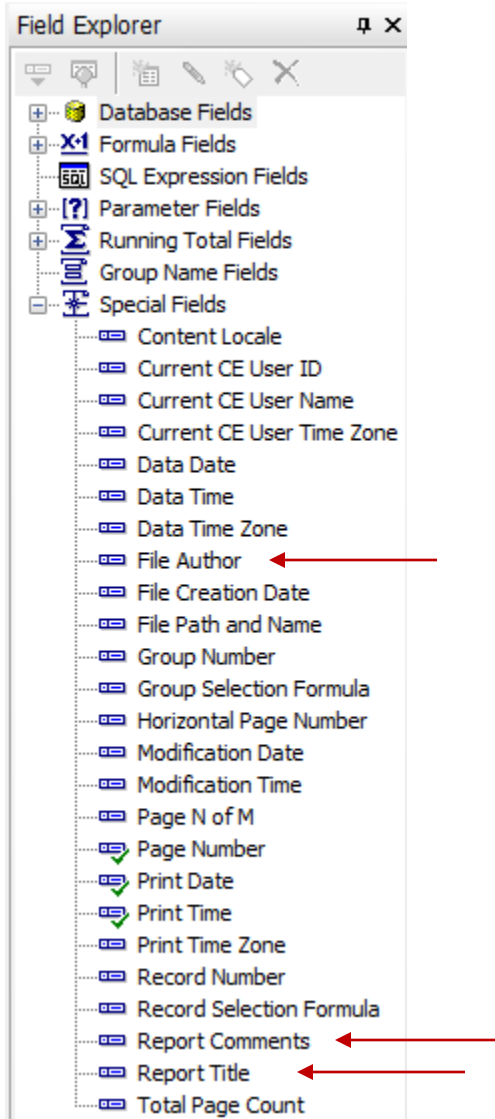 Field Explorer
Database Fields
X+1 Formula Fields
SQL SQL Expression Fields
[?] Parameter Fields
Σ Running Total Fields
Group Name Fields
Special Fields
Content Locale
Current CE User ID
Current CE User Name
Current CE User Time Zone
Data Date
Data Time
Data Time Zone
File Author
File Creation Date
File Path and Name
Group Number
Group Selection Formula
Horizontal Page Number
Modification Date
Modification Time
Page N of M
Page Number
Print Date
Print Time
Print Time Zone
Record Number
Record Selection Formula
Report Comments
Report Title
Total Page Count